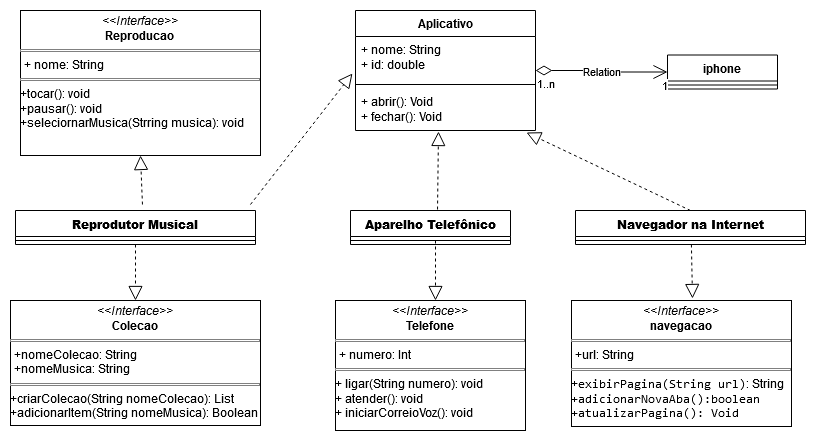 <<Interface>>
Reproducao
+ nome: String
+tocar(): void
+pausar(): void
+seleciornarMusica(Strring musica): void
Aplicativo
+ nome: String
+ id: double
+ abrir(): Void
+ fechar(): Void
1..n
Relation
1
iphone
Reprodutor Musical
Aparelho Telefônico
Navegador na Internet
<<Interface>>
Colecao
+nomeColecao: String
+nomeMusica: String
+criarColecao(String nomeColecao): List
+adicionarItem(String nomeMusica): Boolean
<<Interface>>
Telefone
+ numero: Int
+ ligar(String numero): void
+ atender(): void
+ iniciarCorreioVoz(): void
<<Interface>>
navegacao
+url: String
+exibirPagina(String url): String
+adicionarNovaAba():boolean
+atualizarPagina(): Void